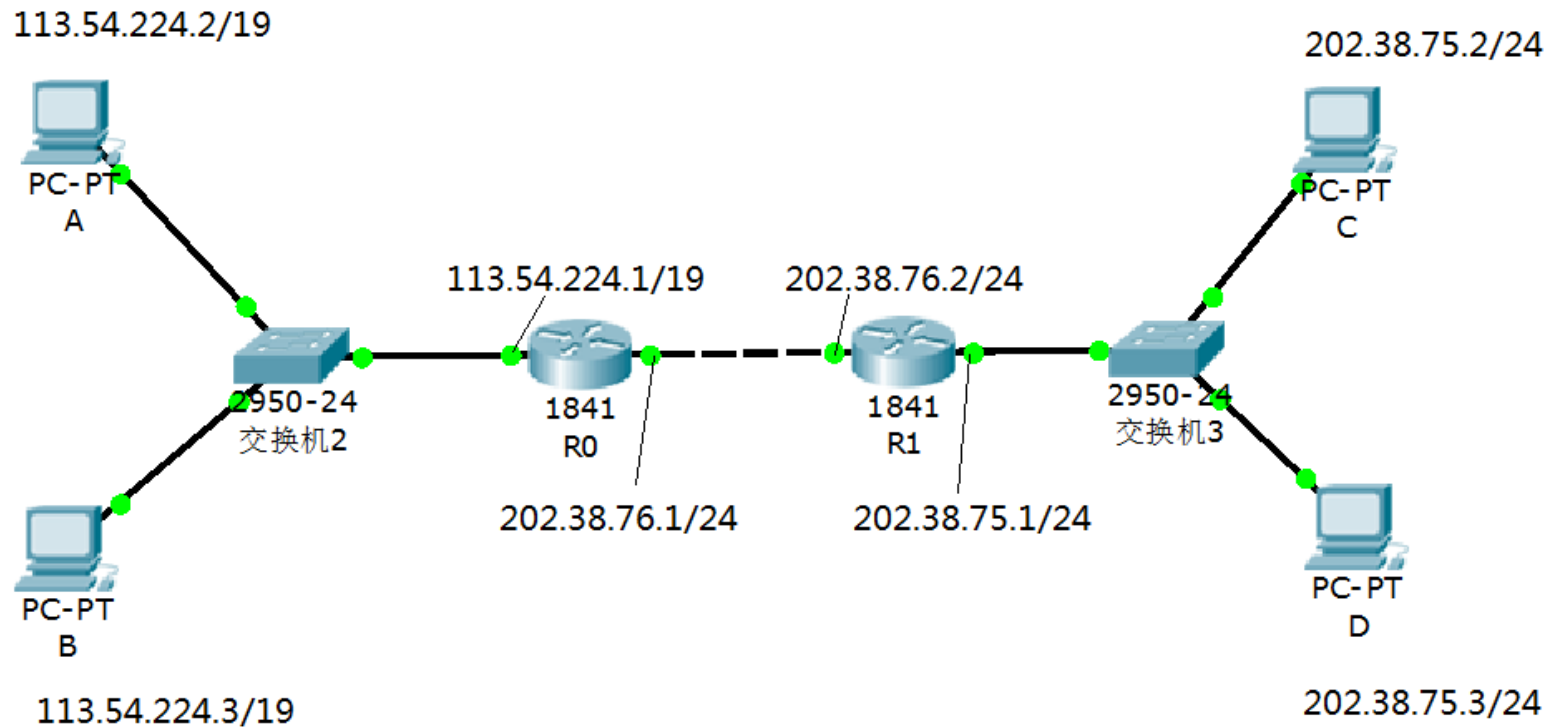 113.54.224.2/19
202.38.75.2/24
PC-PT
A
PC-PT
C
113.54.224.1/19
202.38.76.2/24
2950-24
交换机2
1841
R0
1841
R1
2950-24
交换机3
202.38.76.1/24
202.38.75.1/24
PC-PT
B
PC-PT
D
113.54.224.3/19
202.38.75.3/24